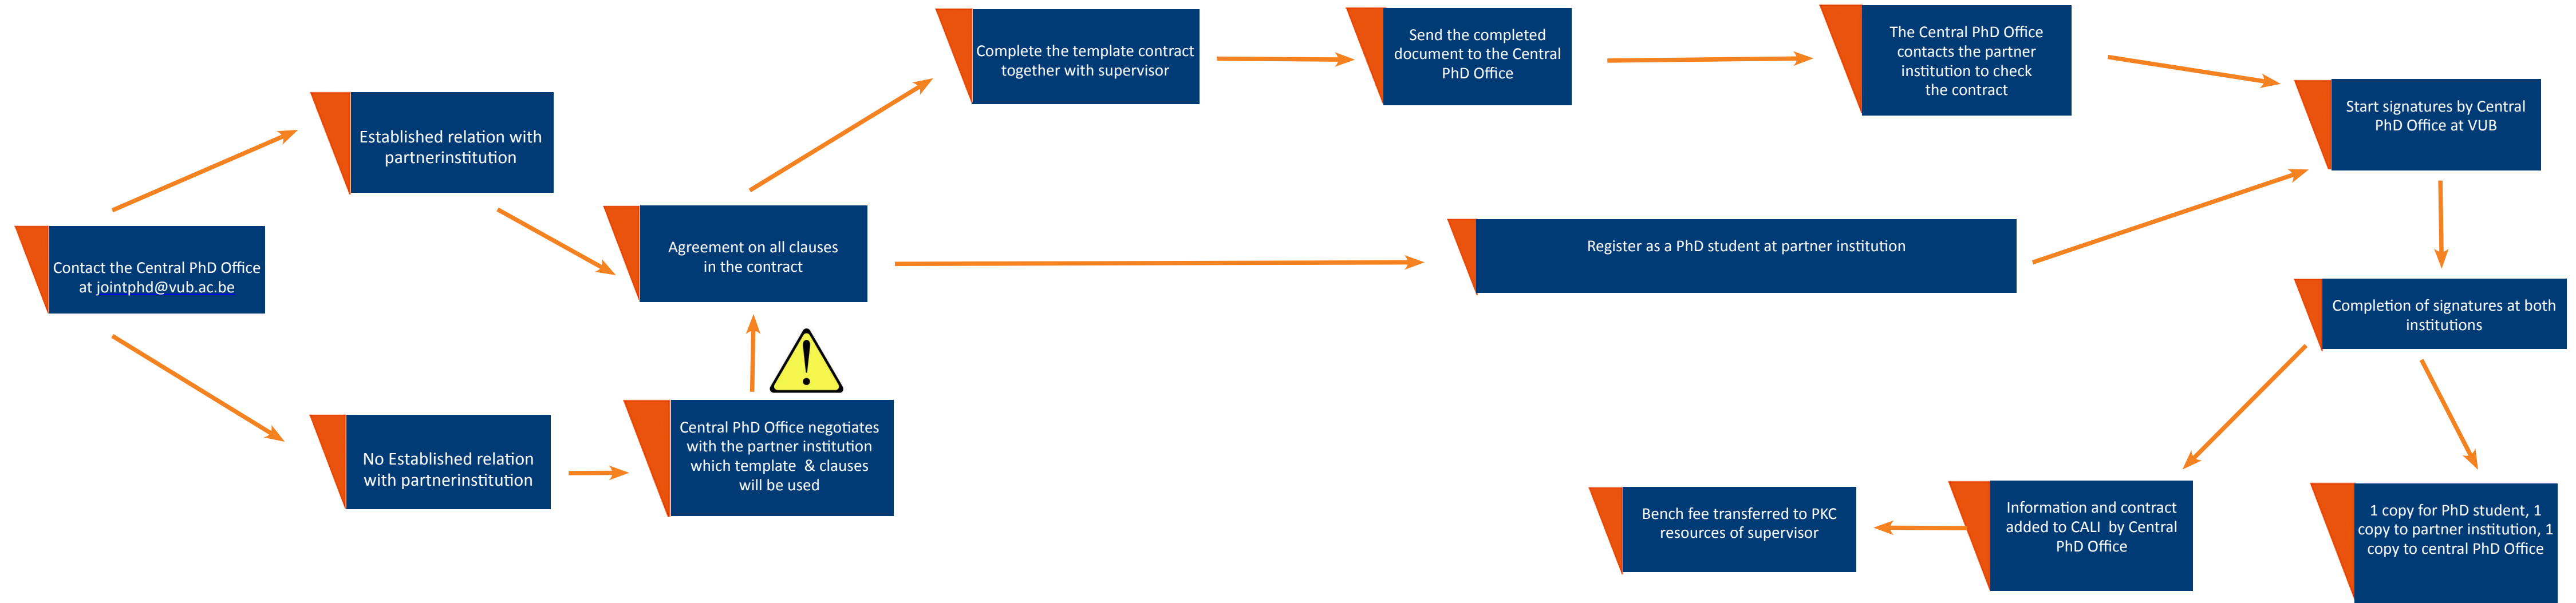 Contact the Central PhD Office
at jointphd@vub.ac.be
Established relation with
partnerinstitution
No Established relation
with partnerinstitution
Central PhD Office negotiates
with the partner institution
which template & clauses
will be used
Agreement on all clauses
in the contract
Complete the template contract
together with supervisor
Send the completed
document to the Central
PhD Office
The Central PhD Office
contacts the partner
institution to check
the contract
Register as a PhD student at partner institution
Start signatures by Central
PhD Office at VUB
Completion of signatures at both
institutions
Information and contract
added to CALI by Central
PhD Office
Bench fee transferred to PKC
resources of supervisor
1 copy for PhD student, 1
copy to partner institution, 1
copy to central PhD Office